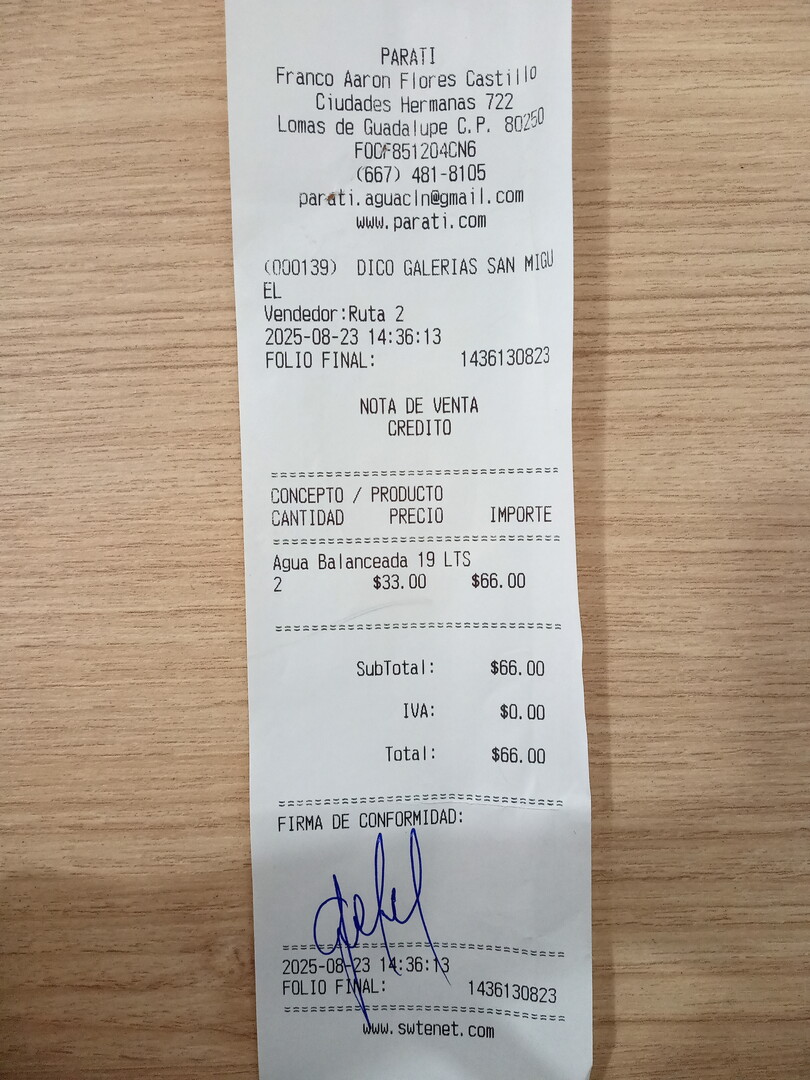 PARATI
Franco Aaron Flores Castillo
Ciudades Hermanas 722
Lomas de Guadalupe C.P. 80250
FOCF851204CN6
(667) 481-8105
parati.aguacln@gmail.com
www.parati.com
(000139) DICO GALERIAS SAN MIGU
EL
Vendedor:Ruta 2
2025-08-23 14:36:13
FOLIO FINAL: 1436130823
NOTA DE VENTA
CREDITO
CONCEPTO / PRODUCTO
CANTIDAD PRECIO IMPORTE
Agua Balanceada 19 LTS
2 $33.00 $66.00
SubTotal: $66.00
IVA: $0.00
Total: $66.00
FIRMA DE CONFORMIDAD:
2025-08-23 14:36:13
FOLIO FINAL: 1436130823
www.swtenet.com